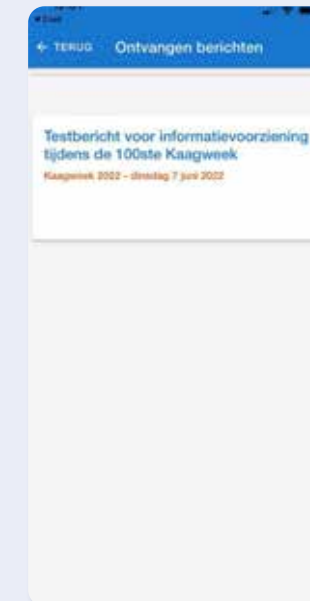 ← TERUG Ontvangen berichten
Testbericht voor informatievoorziening
tijdens de 100ste Kaagweek
Kaagweek 2022 – dinsdag 7 juni 2022